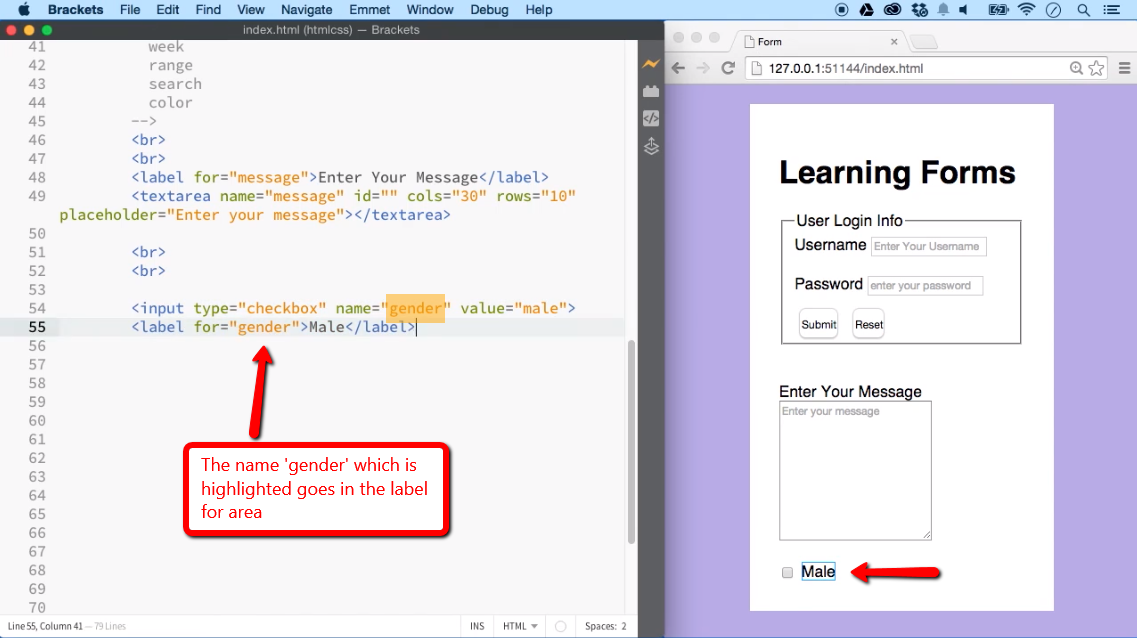 Brackets File Edit Find View Navigate Emmet Window Debug Help
index.html (htmlcss) — Brackets
41 week
42 range
43 search
44 color
45 -->
46 <br>
47 <br>
48 <label for="message">Enter Your Message</label>
49 <textarea name="message" id="" cols="30" rows="10"
placeholder="Enter your message"></textarea>
50
51 <br>
52 <br>
53
54 <input type="checkbox" name="gender" value="male">
55 <label for="gender">Male</label>
56
57
58
59
60
61
62
63
64
65
66
67
68
69
70
The name 'gender' which is
highlighted goes in the label
for area
Line 55, Column 41 — 79 Lines
INS HTML Spaces: 2
Form
127.0.0.1:51144/index.html
Learning Forms
User Login Info
Username Enter Your Username
Password enter your password
Submit Reset
Enter Your Message
Enter your message
Male